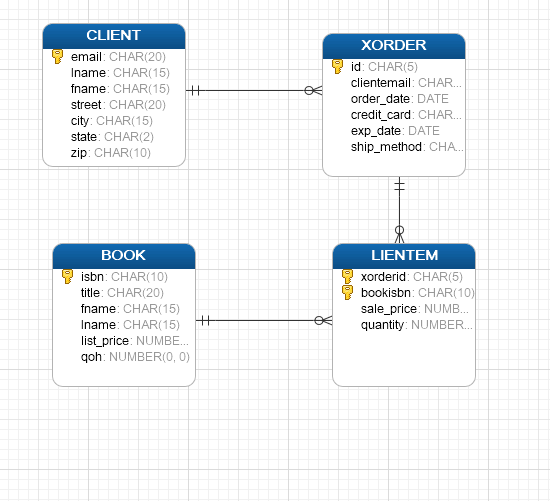 CLIENT
email: CHAR(20)
lname: CHAR(15)
fname: CHAR(15)
street: CHAR(20)
city: CHAR(15)
state: CHAR(2)
zip: CHAR(10)
XORDER
id: CHAR(5)
clientemail: CHAR...
order_date: DATE
credit_card: CHAR...
exp_date: DATE
ship_method: CHA...
BOOK
isbn: CHAR(10)
title: CHAR(20)
fname: CHAR(15)
lname: CHAR(15)
list_price: NUMBE...
qoh: NUMBER(0, 0)
LIENTEM
xorderid: CHAR(5)
bookisbn: CHAR(10)
sale_price: NUMB...
quantity: NUMBER...